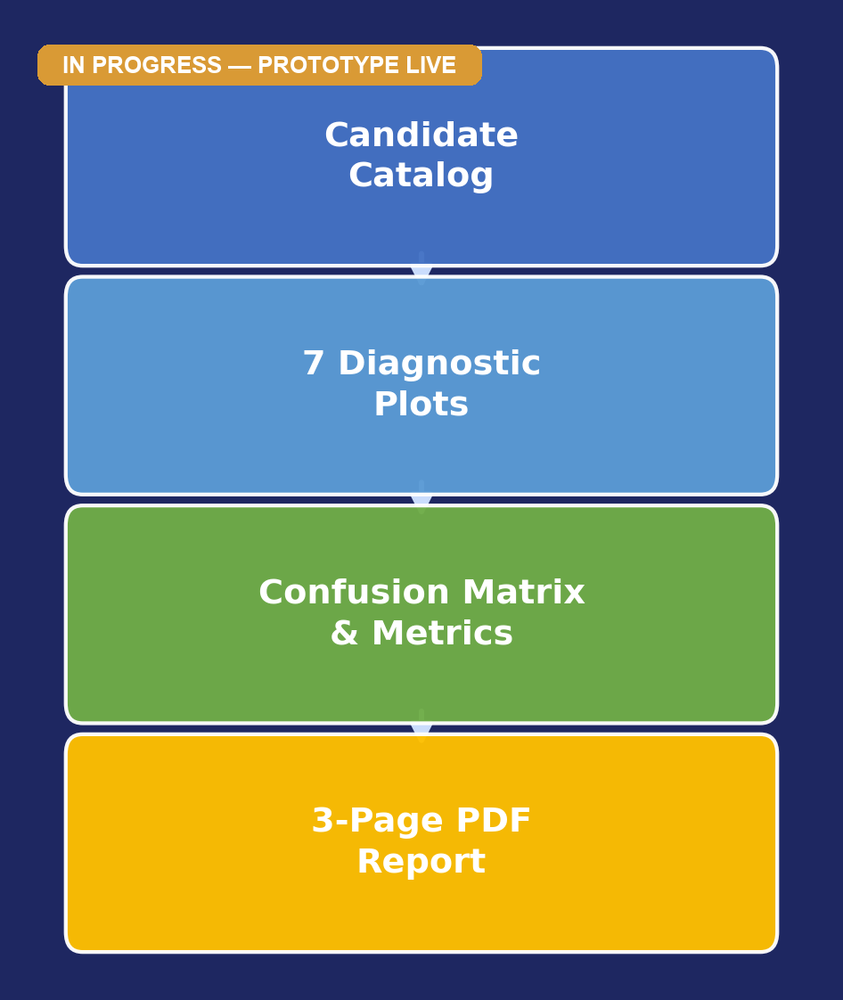 IN PROGRESS — PROTOTYPE LIVE
Candidate
Catalog
7 Diagnostic
Plots
Confusion Matrix
& Metrics
3-Page PDF
Report